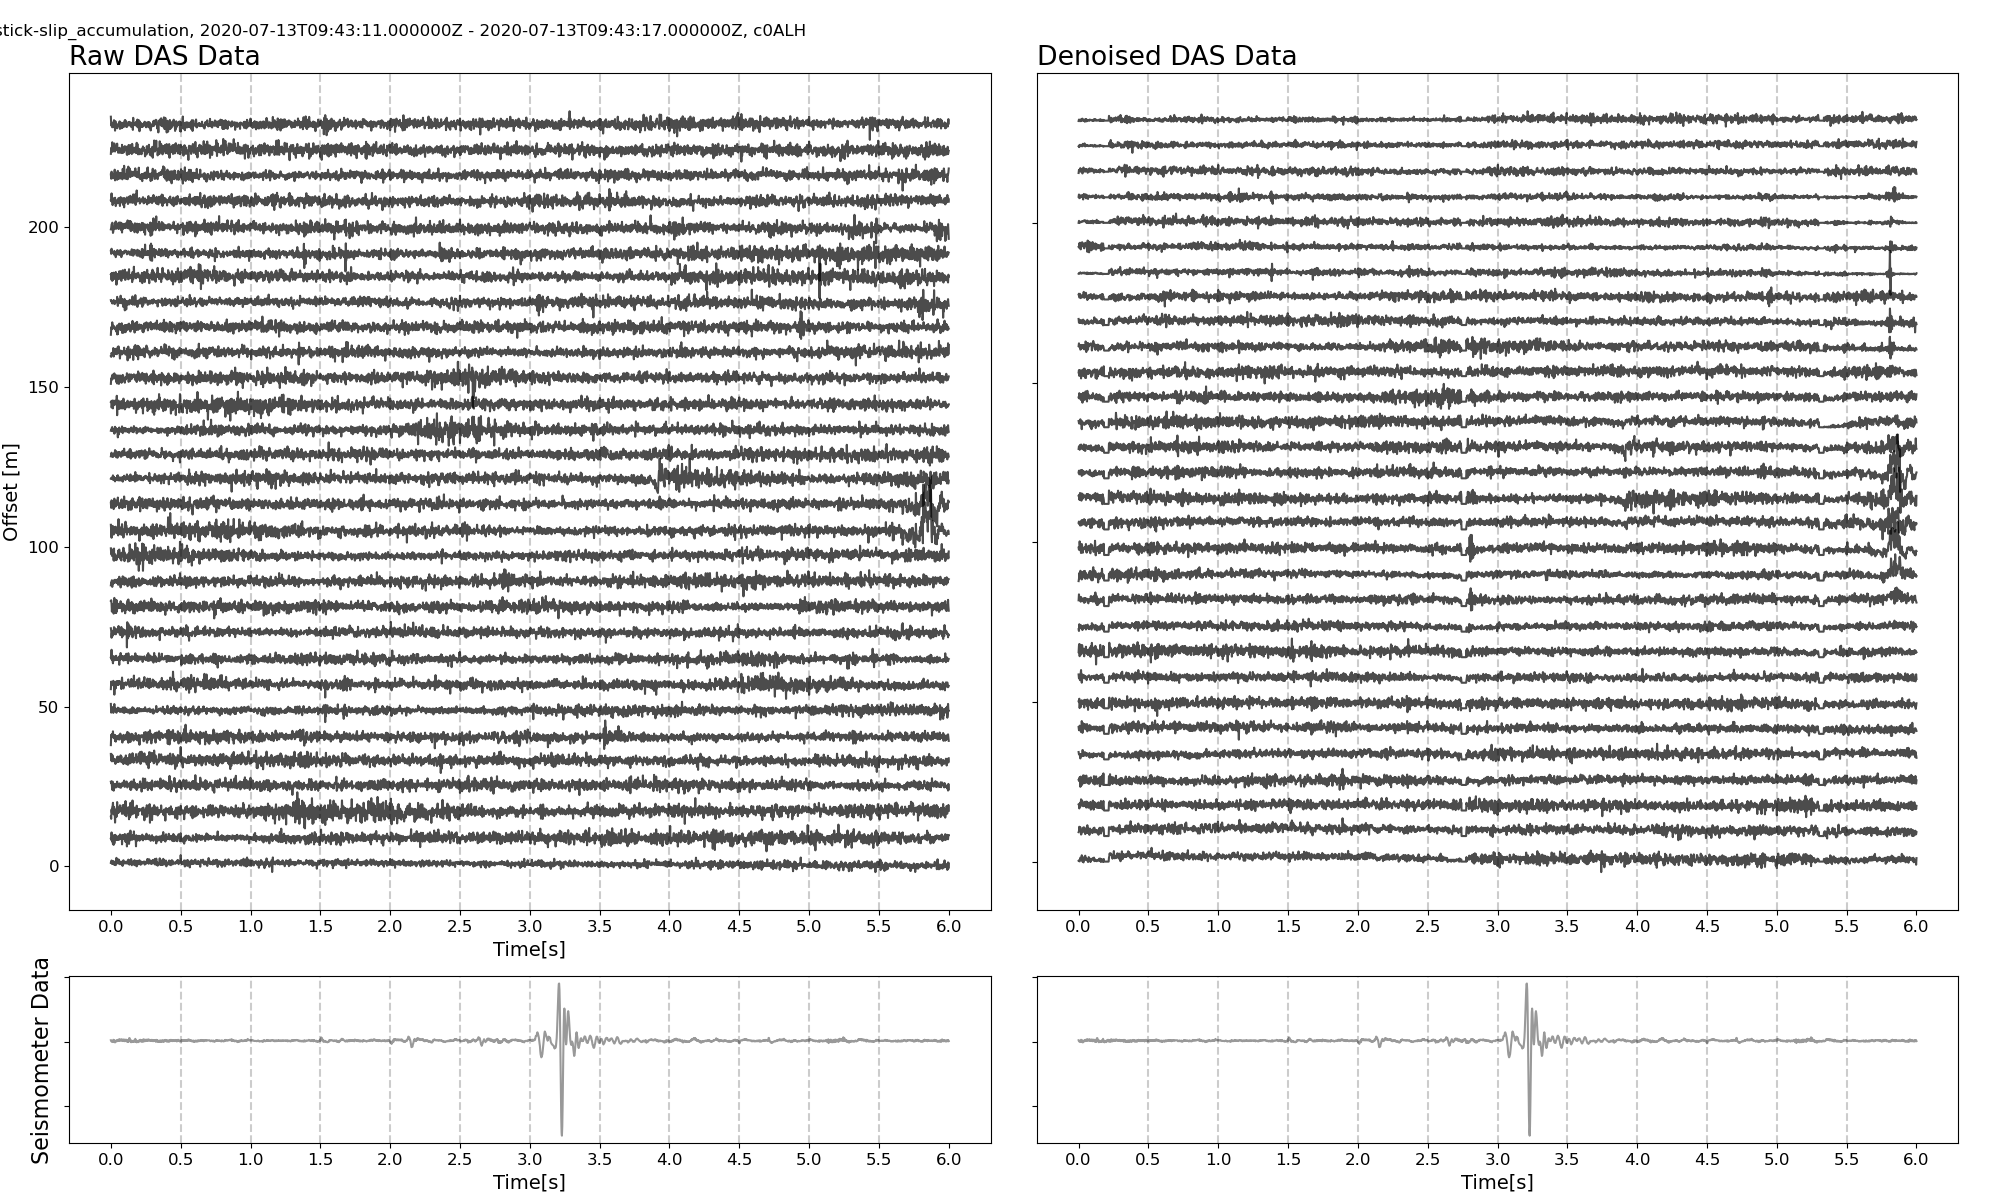 stick-slip_accumulation, 2020-07-13T09:43:11.000000Z - 2020-07-13T09:43:17.000000Z, c0ALH
Raw DAS Data
Denoised DAS Data
Offset [m]
200
150
100
50
0
0.0 0.5 1.0 1.5 2.0 2.5 3.0 3.5 4.0 4.5 5.0 5.5 6.0
Time[s]
0.0 0.5 1.0 1.5 2.0 2.5 3.0 3.5 4.0 4.5 5.0 5.5 6.0
Seismometer Data
0.0 0.5 1.0 1.5 2.0 2.5 3.0 3.5 4.0 4.5 5.0 5.5 6.0
Time[s]
0.0 0.5 1.0 1.5 2.0 2.5 3.0 3.5 4.0 4.5 5.0 5.5 6.0
Time[s]